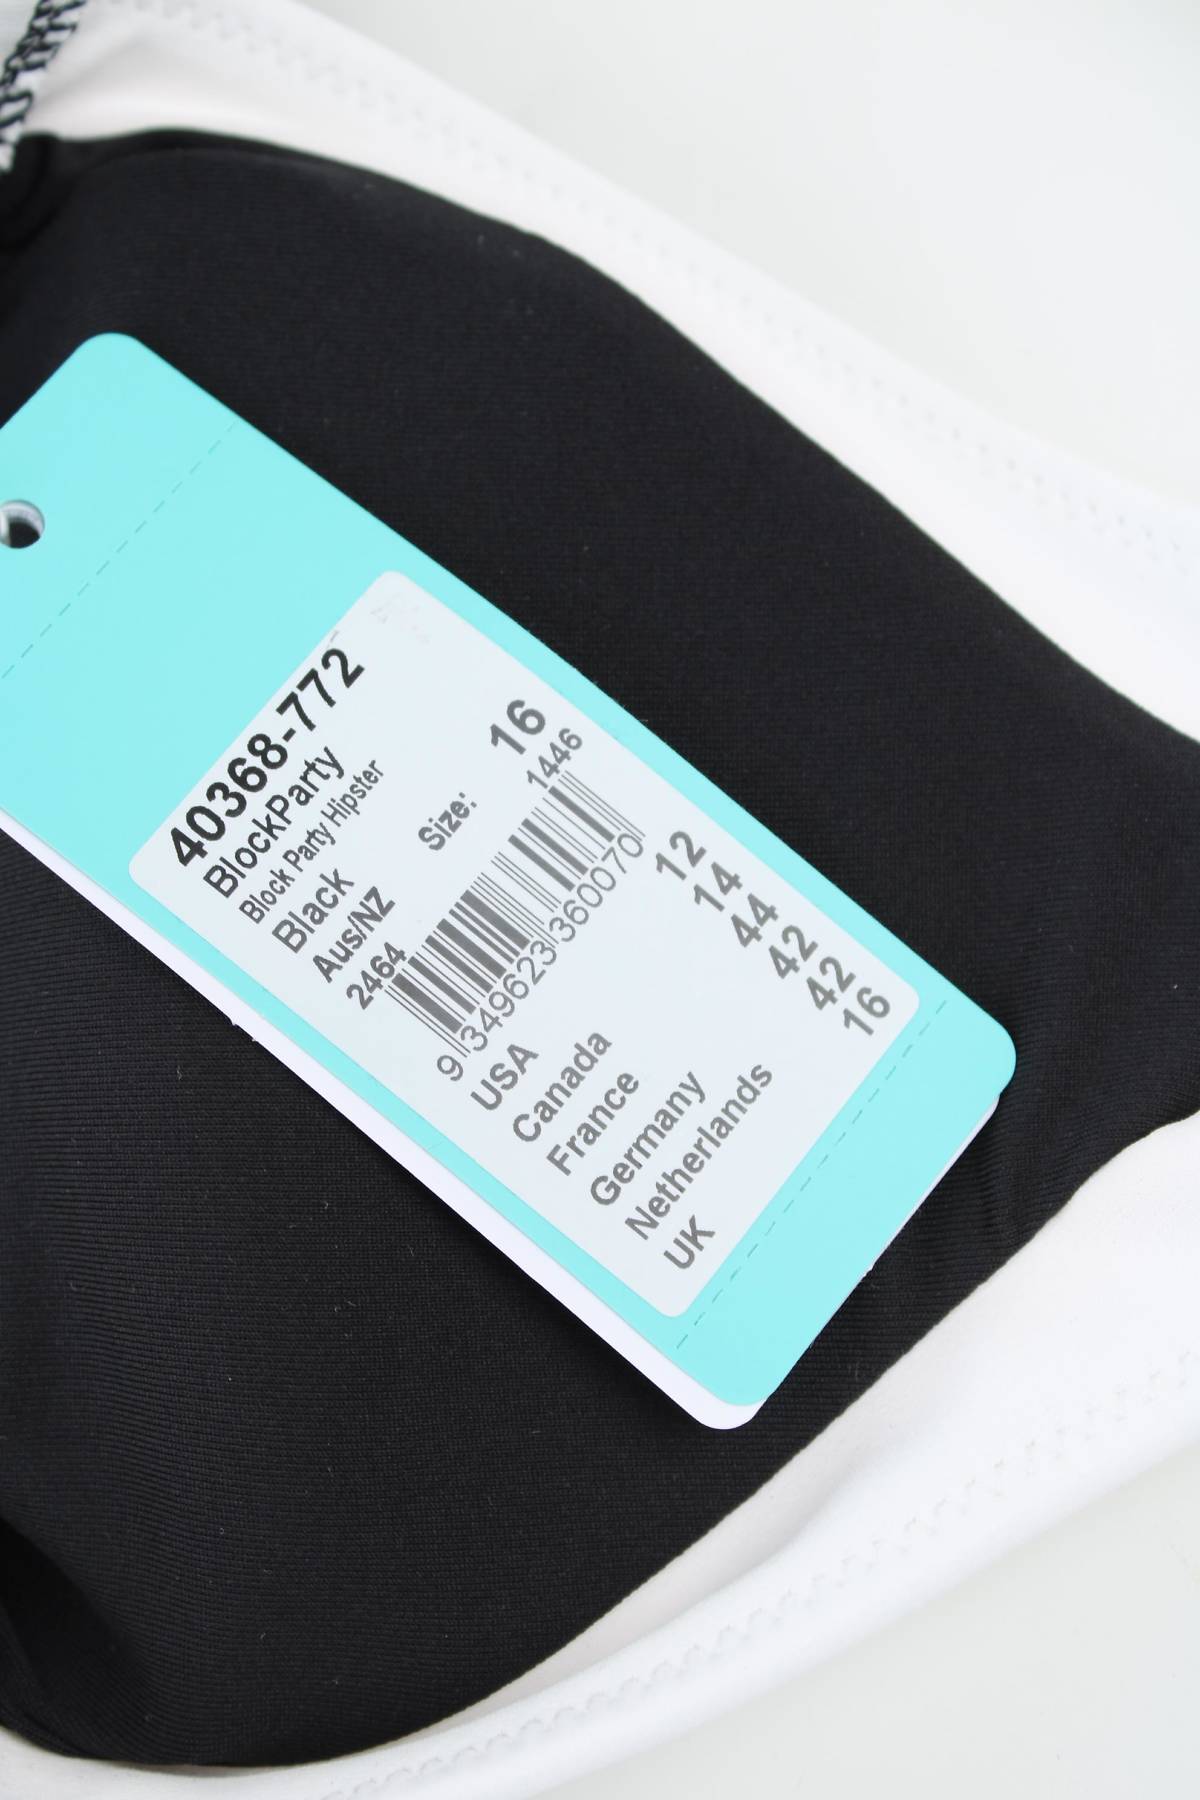 40368-772
BlockParty
Block Party Hipster
Black
Aus/NZ Size: 16
2464 1446
9 349623 360070
USA 12
Canada 14
France 44
Germany 42
Netherlands 42
UK 16